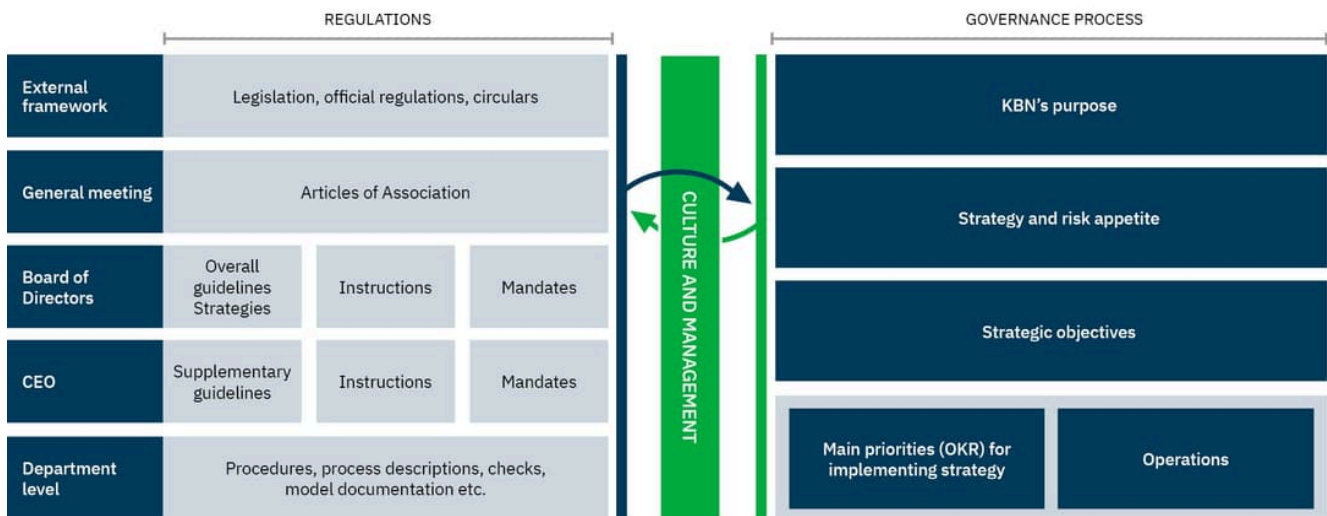 REGULATIONS
GOVERNANCE PROCESS
External
framework
Legislation, official regulations, circulars
General meeting
Articles of Association
Board of
Directors
Overall
guidelines
Strategies
Instructions
Mandates
CEO
Supplementary
guidelines
Instructions
Mandates
Department
level
Procedures, process descriptions, checks,
model documentation etc.
CULTURE AND MANAGEMENT
KBN's purpose
Strategy and risk appetite
Strategic objectives
Main priorities (OKR) for
implementing strategy
Operations